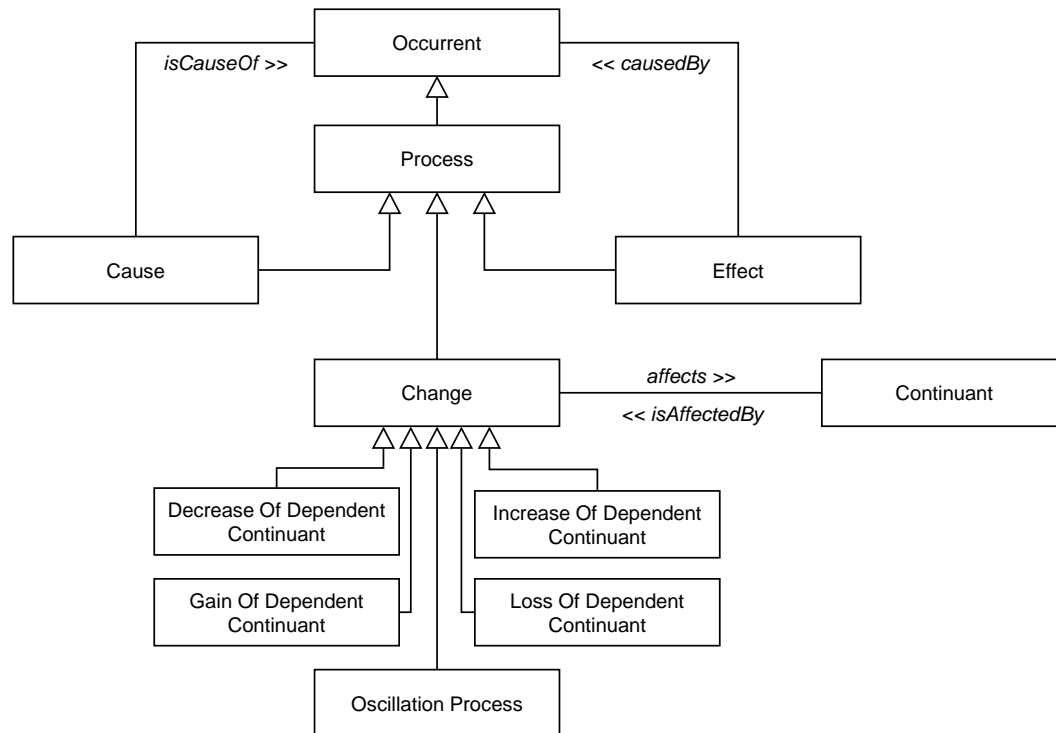 Occurrent
isCauseOf >>
<< causedBy
Process
Cause
Effect
Change
affects >>
<< isAffectedBy
Continuant
Decrease Of Dependent
Continuant
Increase Of Dependent
Continuant
Gain Of Dependent
Continuant
Loss Of Dependent
Continuant
Oscillation Process